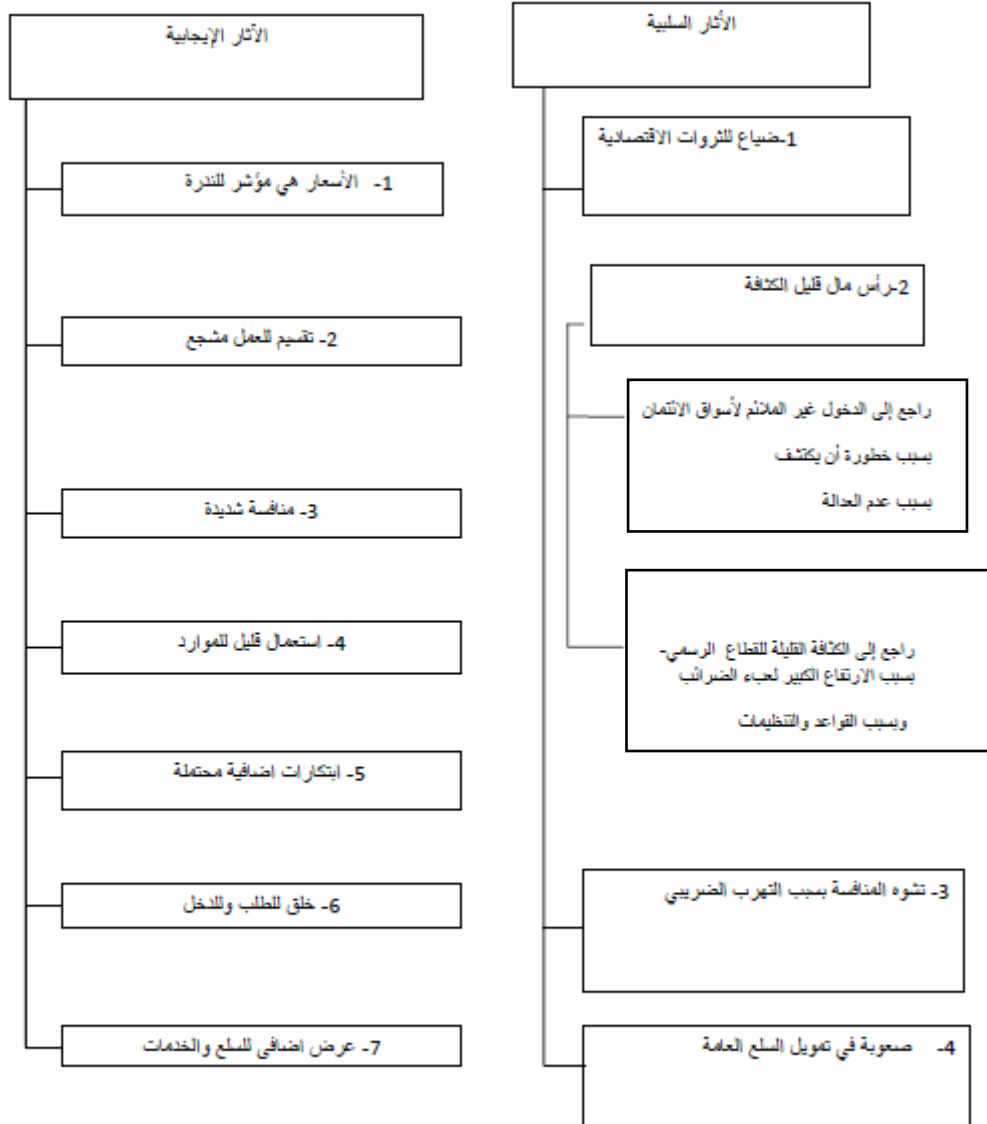 الأثار السلبية
1-ضياع للثروات الاقتصادية
2-رأس مال قليل الكثافة
راجع إلى الدخول غير الملائم لأسواق الائتمان
بسبب خطورة أن يكتشف
بسبب عدم العدالة
راجع إلى الكثافة القليلة للقطاع الرسمي-
بسبب الارتفاع الكبير لعبء الضرائب
وبسبب القواعد والتنظيمات
3- تشوه المنافسة بسبب التهرب الضريبي
4- صعوبة في تمويل السلع العامة
الآثار الإيجابية
1- الأسعار هي مؤشر للندرة
2- تقسيم للعمل مشجع
3- منافسة شديدة
4- استعمال قليل للموارد
5- ابتكارات اضافية محتملة
6- خلق للطلب وللدخل
7- عرض اضافي للسلع والخدمات